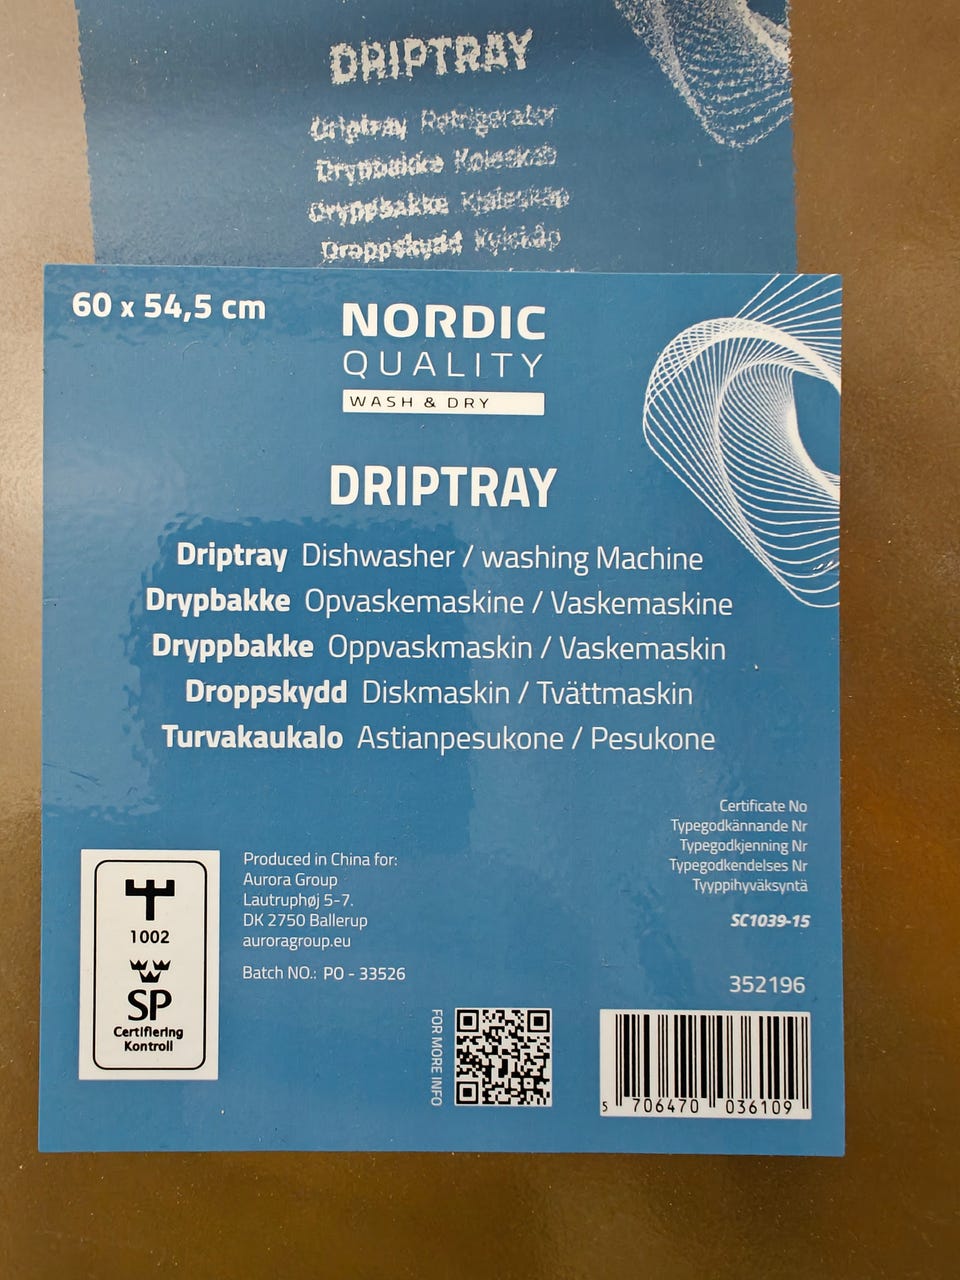 DRIPTRAY
Driptray Refrigerator
Drypbakke Køleskab
Dryppbakke Kjøleskap
Droppskydd Kylskåp
60 x 54,5 cm
NORDIC
QUALITY
WASH & DRY
DRIPTRAY
Driptray Dishwasher / washing Machine
Drypbakke Opvaskemaskine / Vaskemaskine
Dryppbakke Oppvaskmaskin / Vaskemaskin
Droppskydd Diskmaskin / Tvättmaskin
Turvakaukalo Astianpesukone / Pesukone
Certificate No
Typegodkännande Nr
Typegodkjenning Nr
Typegodkendelses Nr
Tyyppihyväksyntä
SC1039-15
1002
SP
Certifiering
Kontroll
Produced in China for:
Aurora Group
Lautruphøj 5-7.
DK 2750 Ballerup
auroragroup.eu
Batch NO.: PO - 33526
FOR MORE INFO
352196
5 706470 036109